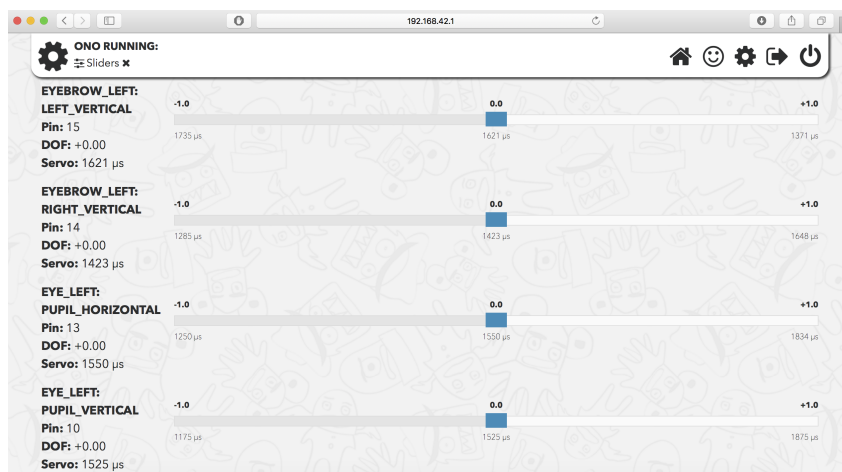 192.168.42.1
ONO RUNNING:
Sliders
EYEBROW_LEFT:
LEFT_VERTICAL
Pin: 15
DOF: +0.00
Servo: 1621 µs
-1.0 0.0 +1.0
1735 µs 1621 µs 1371 µs
EYEBROW_LEFT:
RIGHT_VERTICAL
Pin: 14
DOF: +0.00
Servo: 1423 µs
-1.0 0.0 +1.0
1285 µs 1423 µs 1648 µs
EYE_LEFT:
PUPIL_HORIZONTAL
Pin: 13
DOF: +0.00
Servo: 1550 µs
-1.0 0.0 +1.0
1250 µs 1550 µs 1834 µs
EYE_LEFT:
PUPIL_VERTICAL
Pin: 10
DOF: +0.00
Servo: 1525 µs
-1.0 0.0 +1.0
1175 µs 1525 µs 1875 µs